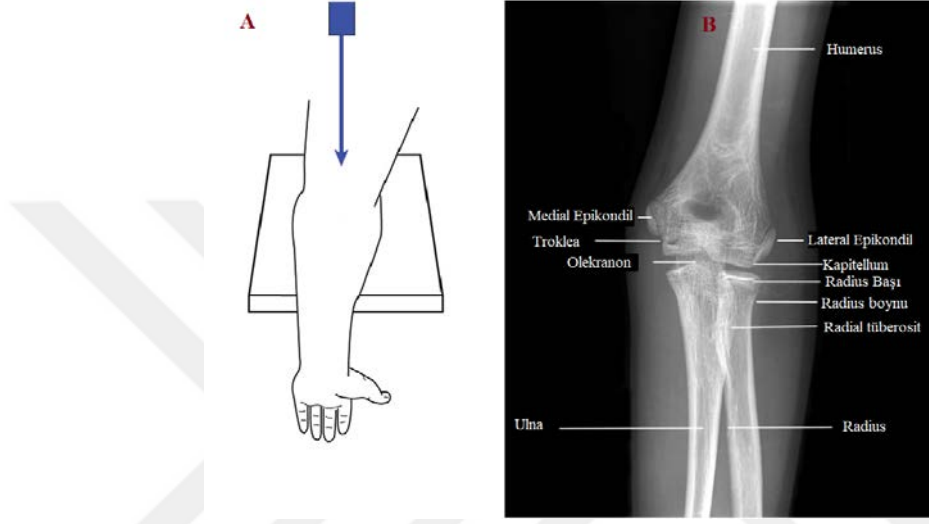 A
B
Humerus
Medial Epikondil
Troklea
Olekranon
Lateral Epikondil
Kapitellum
Radius Başı
Radius boynu
Radial tüberosit
Ulna
Radius